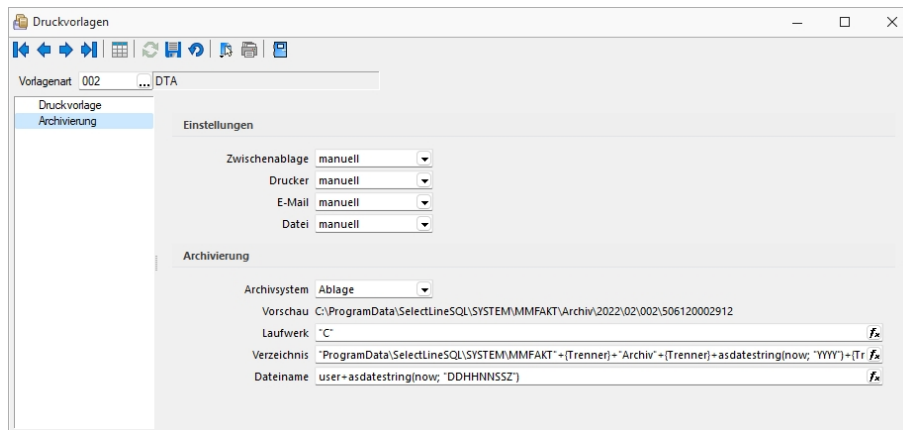 Druckvorlagen
Vorlagenart 002 ... DTA
Druckvorlage
Archivierung
Einstellungen
Zwischenablage manuell
Drucker manuell
E-Mail manuell
Datei manuell
Archivierung
Archivsystem Ablage
Vorschau C:\ProgramData\SelectLineSQL\SYSTEM\MMFAKT\Archiv\2022\02\002\506120002912
Laufwerk "C"
Verzeichnis "ProgramData\SelectLineSQL\SYSTEM\MMFAKT"+{Trenner}+"Archiv"+{Trenner}+asdatestring(now; "YYYY")+{Tr
Dateiname user+asdatestring(now; "DDHHNNSSZ")